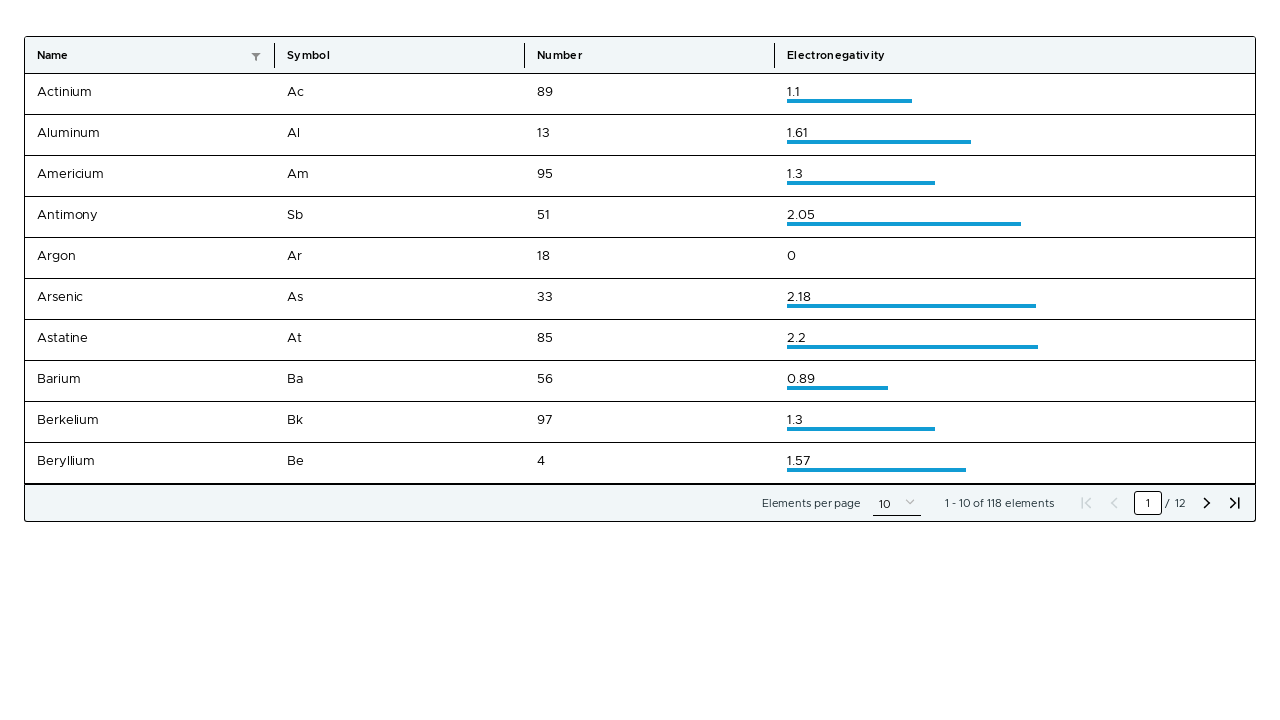 Name Symbol Number Electronegativity
Actinium Ac 89 1.1
Aluminum Al 13 1.61
Americium Am 95 1.3
Antimony Sb 51 2.05
Argon Ar 18 0
Arsenic As 33 2.18
Astatine At 85 2.2
Barium Ba 56 0.89
Berkelium Bk 97 1.3
Beryllium Be 4 1.57
Elements per page 10 1 - 10 of 118 elements 1 / 12